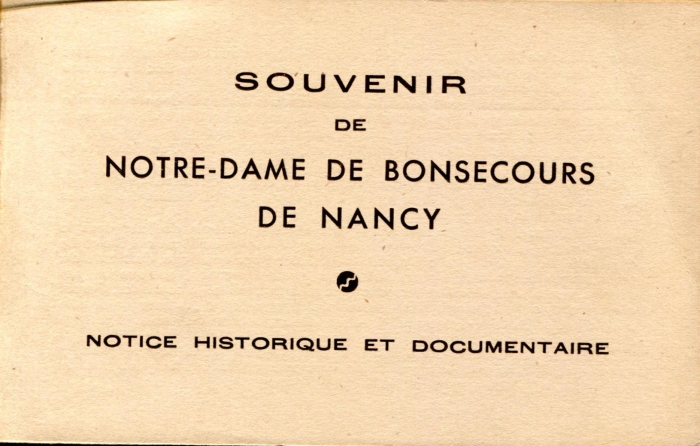 SOUVENIR
DE
NOTRE-DAME DE BONSECOURS
DE NANCY
NOTICE HISTORIQUE ET DOCUMENTAIRE